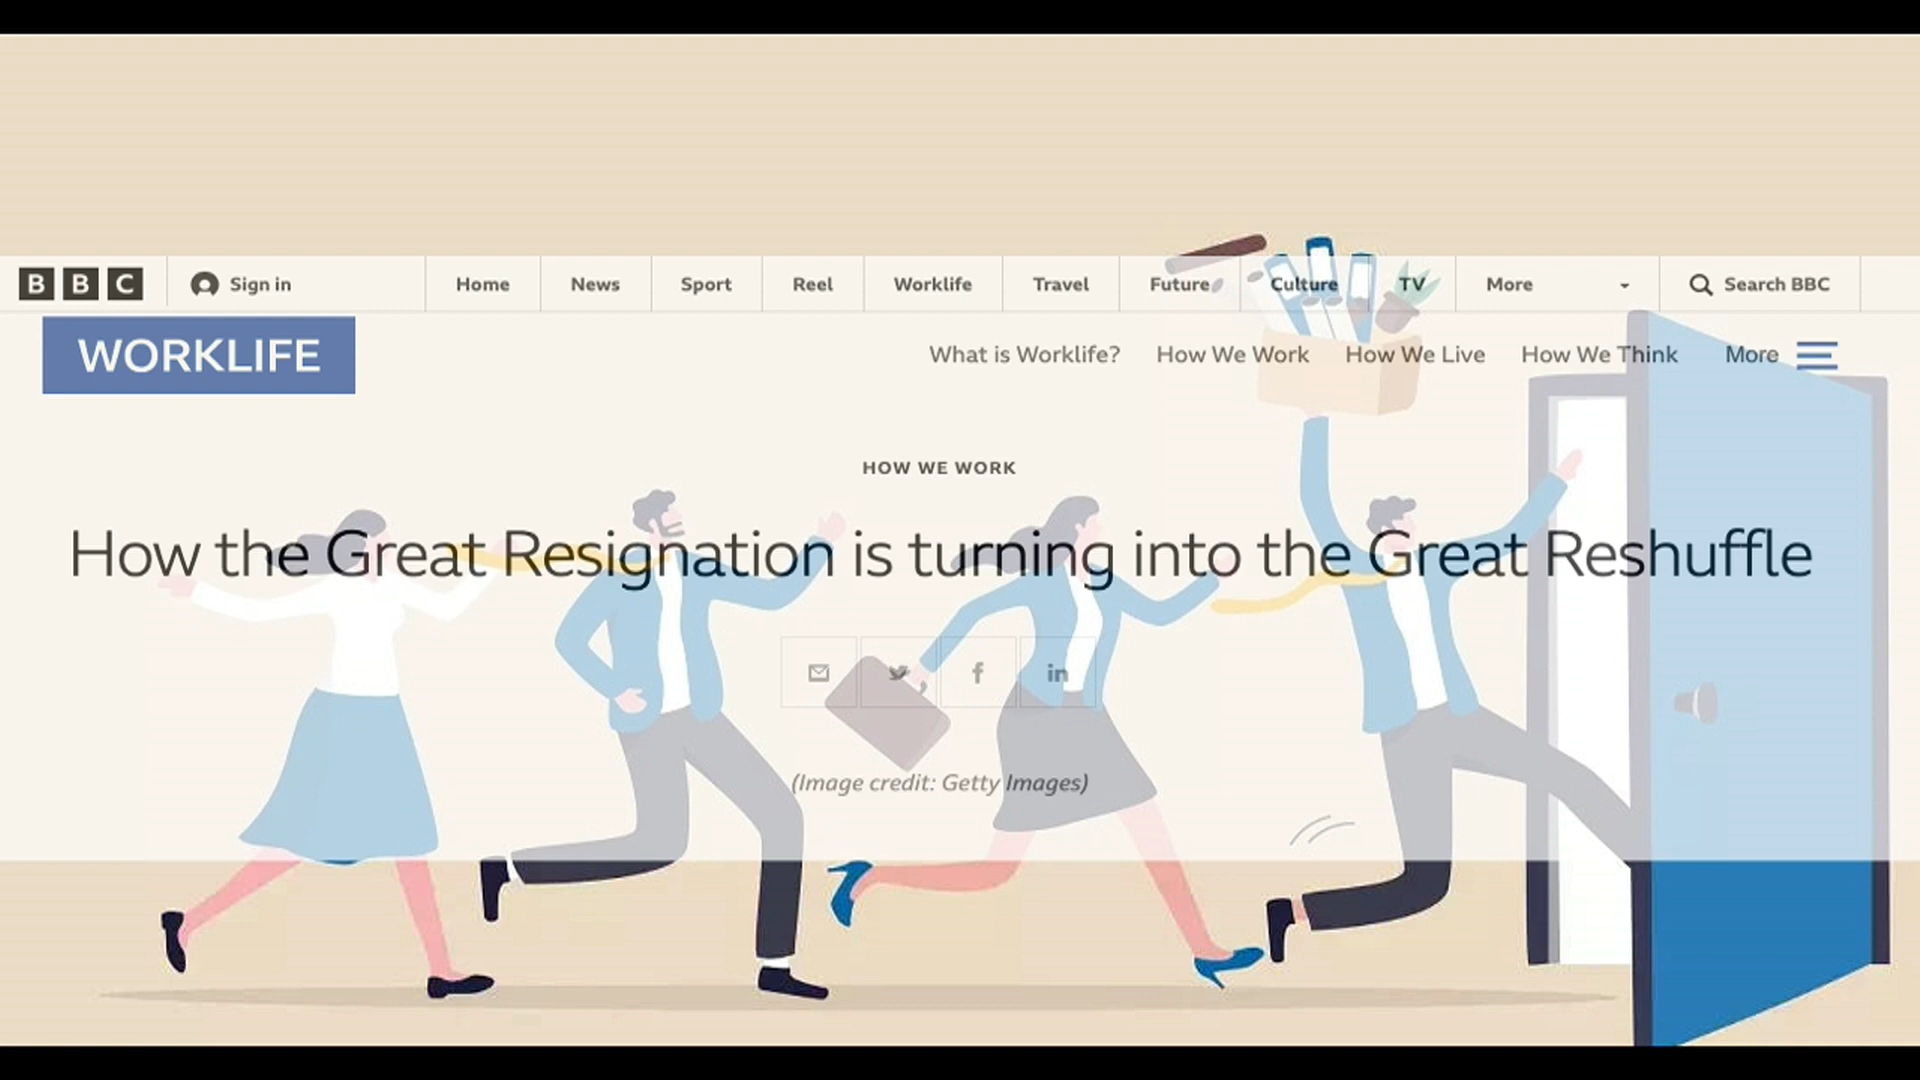 BBC Sign in Home News Sport Reel Worklife Travel Future Culture TV More Search BBC
WORKLIFE What is Worklife? How We Work How We Live How We Think More
HOW WE WORK
How the Great Resignation is turning into the Great Reshuffle
(Image credit: Getty Images)